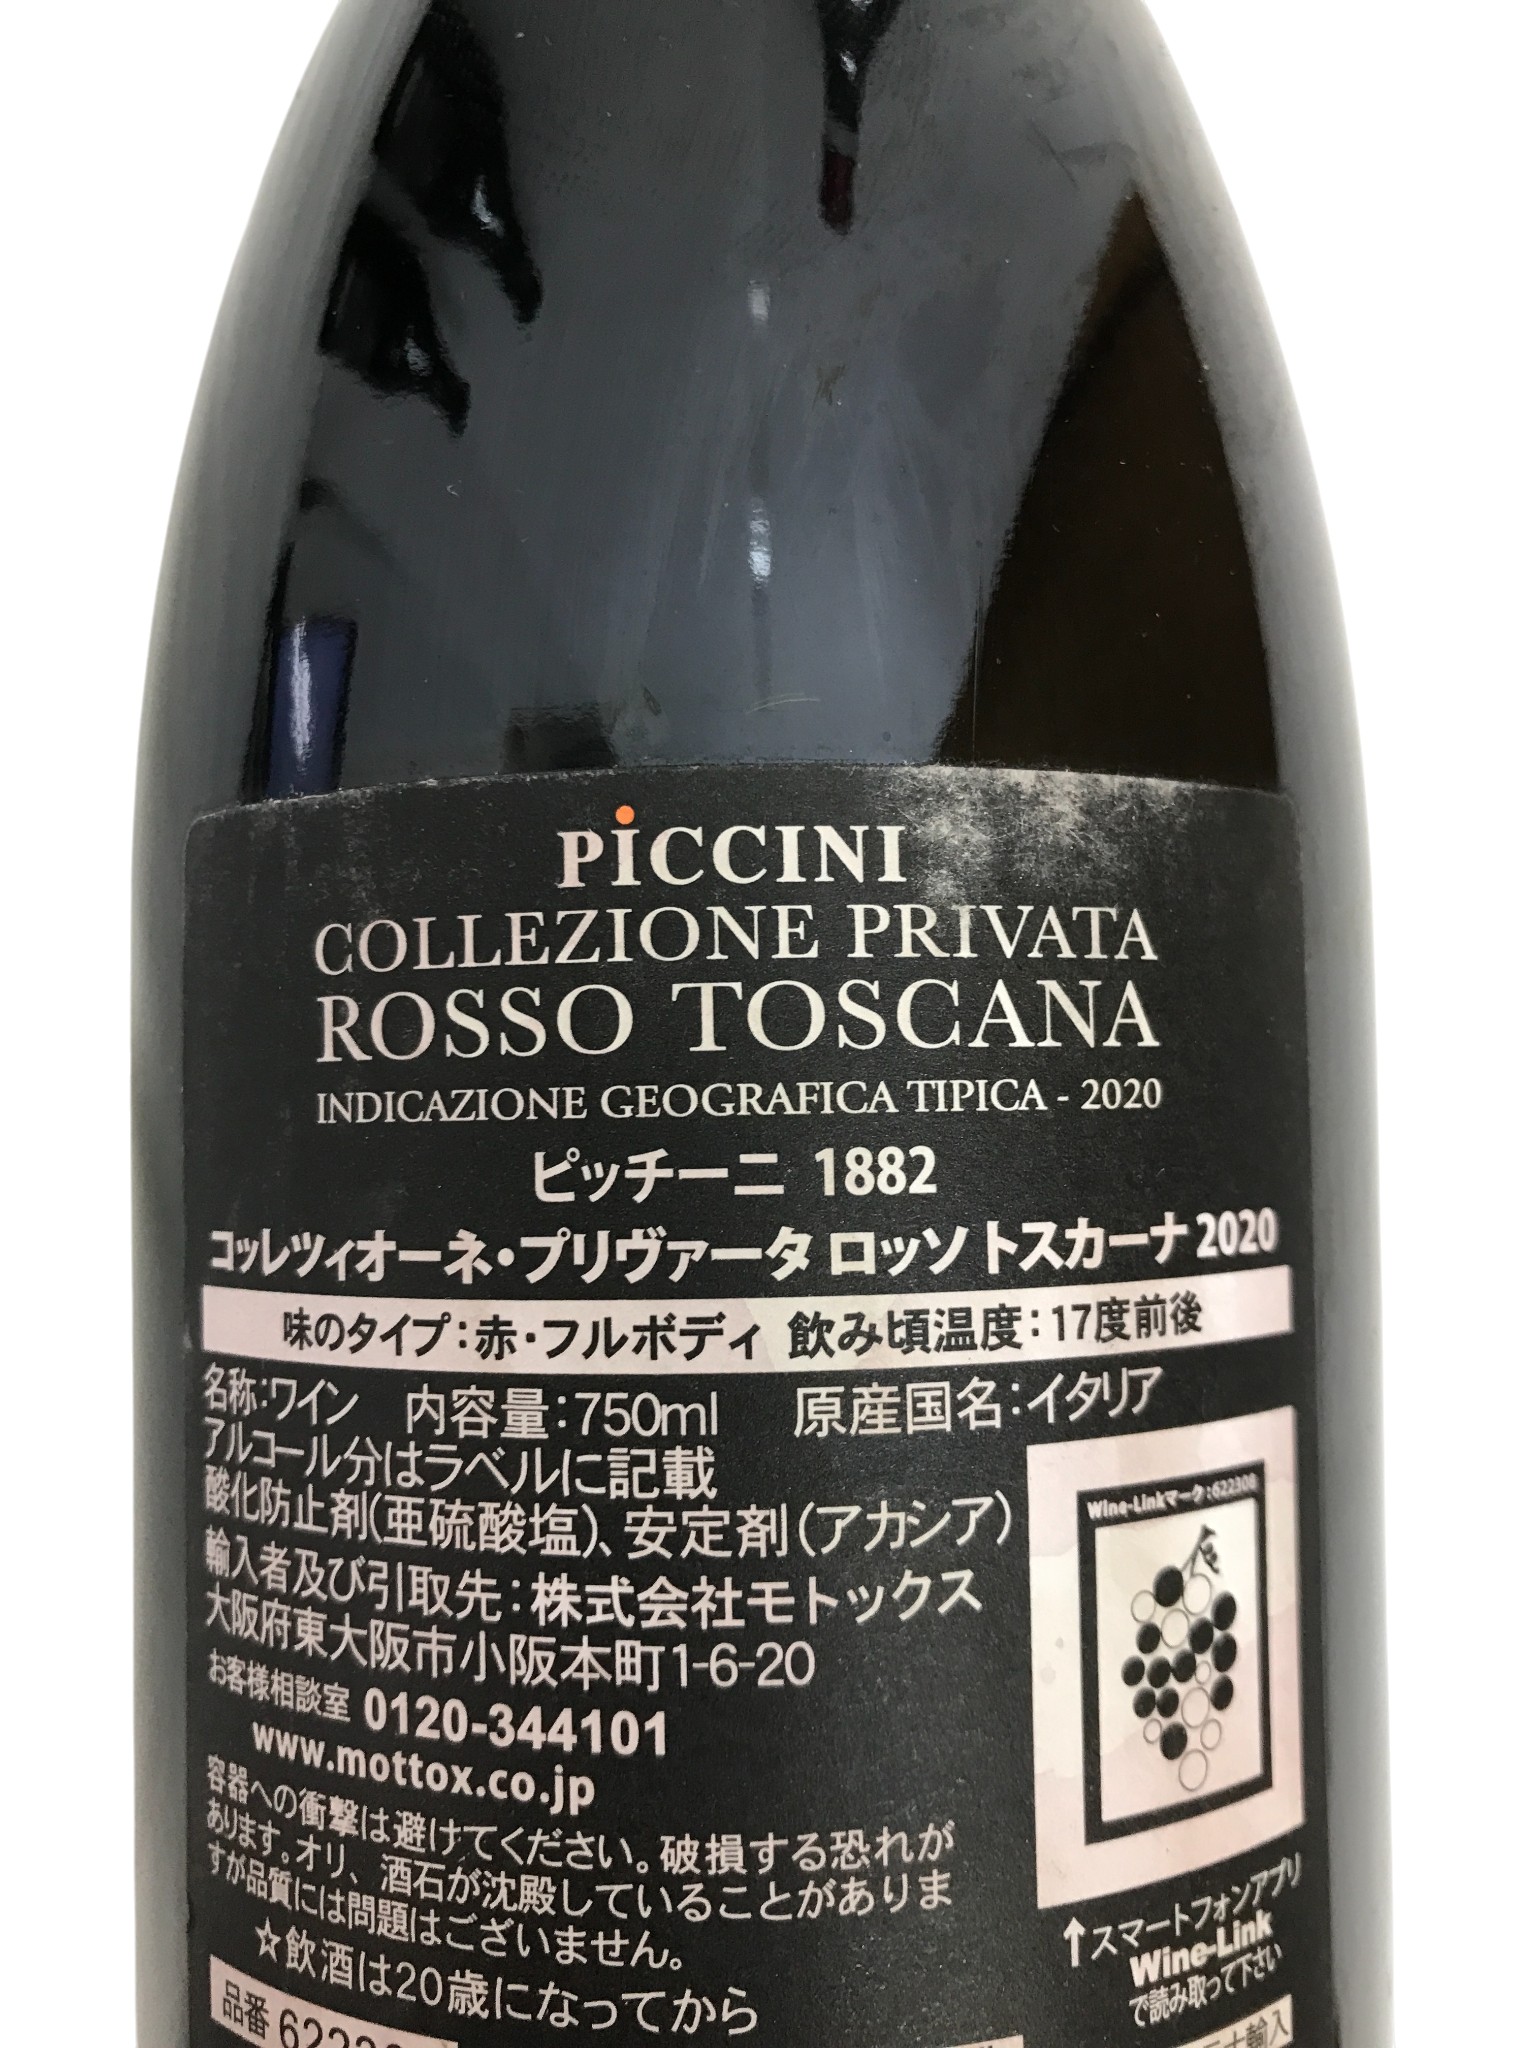 PiCCINI
COLLEZIONE PRIVATA
ROSSO TOSCANA
INDICAZIONE GEOGRAFICA TIPICA - 2020
ピッチーニ 1882
コッレツィオーネ・プリヴァータ ロッソ トスカーナ 2020
味のタイプ：赤・フルボディ 飲み頃温度：17度前後
名称：ワイン 内容量：750ml 原産国名：イタリア
アルコール分はラベルに記載
酸化防止剤（亜硫酸塩）、安定剤（アカシア）
輸入者及び引取先：株式会社モトックス
大阪府東大阪市小阪本町1-6-20
お客様相談室 0120-344101
www.mottox.co.jp
容器への衝撃は避けてください。破損する恐れが
あります。オリ、酒石が沈殿していることがありま
すが品質には問題はございません。
☆飲酒は20歳になってから
品番
Wine-Linkマーク：622308
↑スマートフォンアプリ
Wine-Link
で読み取って下さい
輸入